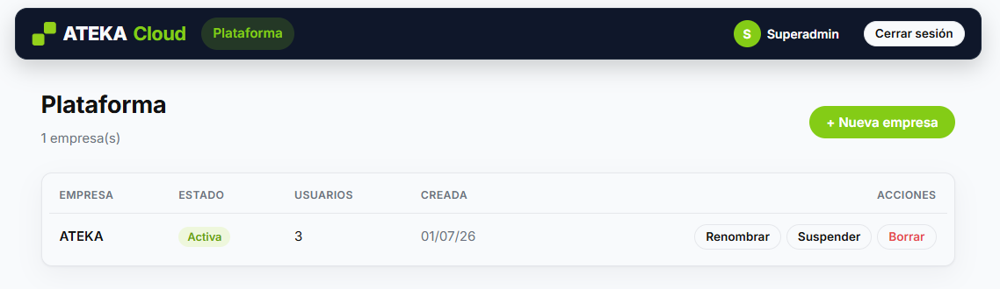 ATEKA Cloud Plataforma S Superadmin Cerrar sesión
Plataforma
1 empresa(s)
+ Nueva empresa
EMPRESA ESTADO USUARIOS CREADA ACCIONES
ATEKA Activa 3 01/07/26 Renombrar Suspender Borrar